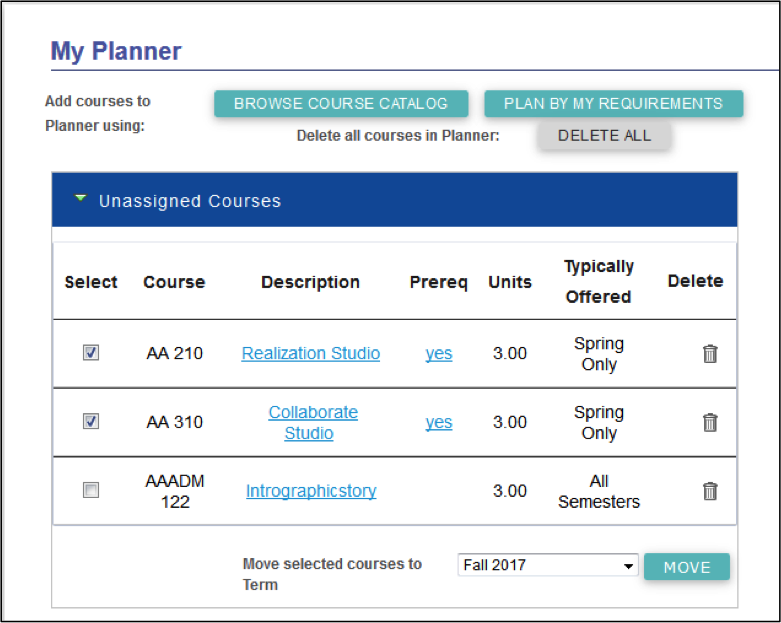 My Planner
Add courses to
Planner using:
BROWSE COURSE CATALOG
PLAN BY MY REQUIREMENTS
Delete all courses in Planner:
DELETE ALL
Unassigned Courses
Select Course Description Prereq Units Typically Offered Delete
AA 210 Realization Studio yes 3.00 Spring Only
AA 310 Collaborate Studio yes 3.00 Spring Only
AAADM 122 Intrographicstory 3.00 All Semesters
Move selected courses to
Term
Fall 2017
MOVE